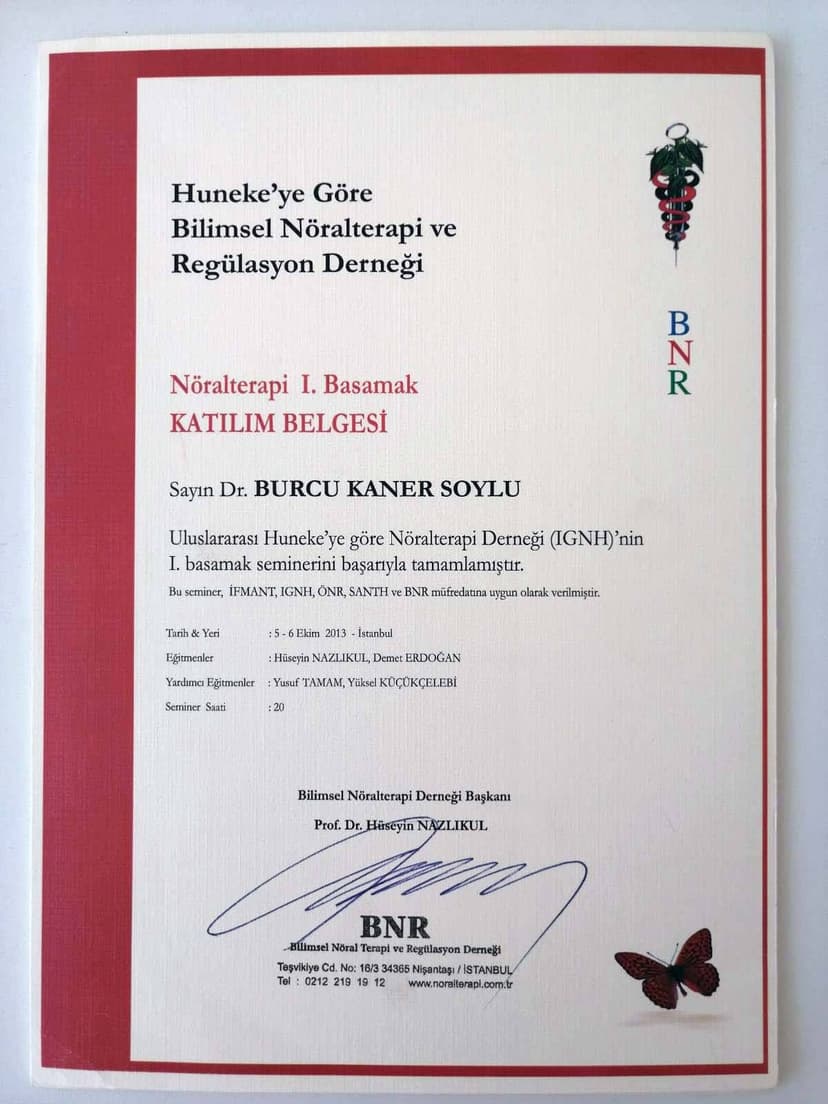 Huneke'ye Göre
Bilimsel Nöralterapi ve
Regülasyon Derneği
B
N
R
Nöralterapi I. Basamak
KATILIM BELGESİ
Sayın Dr. BURCU KANER SOYLU
Uluslararası Huneke'ye göre Nöralterapi Derneği (IGNH)'nin
I. basamak seminerini başarıyla tamamlamıştır.
Bu seminer, İFMANT, IGNH, ÖNR, SANTH ve BNR müfredatına uygun olarak verilmiştir.
Tarih & Yeri : 5 - 6 Ekim 2013 - İstanbul
Eğitmenler : Hüseyin NAZLIKUL, Demet ERDOĞAN
Yardımcı Eğitmenler : Yusuf TAMAM, Yüksel KÜÇÜKÇELEBİ
Seminer Saati : 20
Bilimsel Nöralterapi Derneği Başkanı
Prof. Dr. Hüseyin NAZLIKUL
BNR
Bilimsel Nöral Terapi ve Regülasyon Derneği
Teşvikiye Cd. No: 16/3 34365 Nişantaşı / İSTANBUL
Tel : 0212 219 19 12 www.noralterapi.com.tr